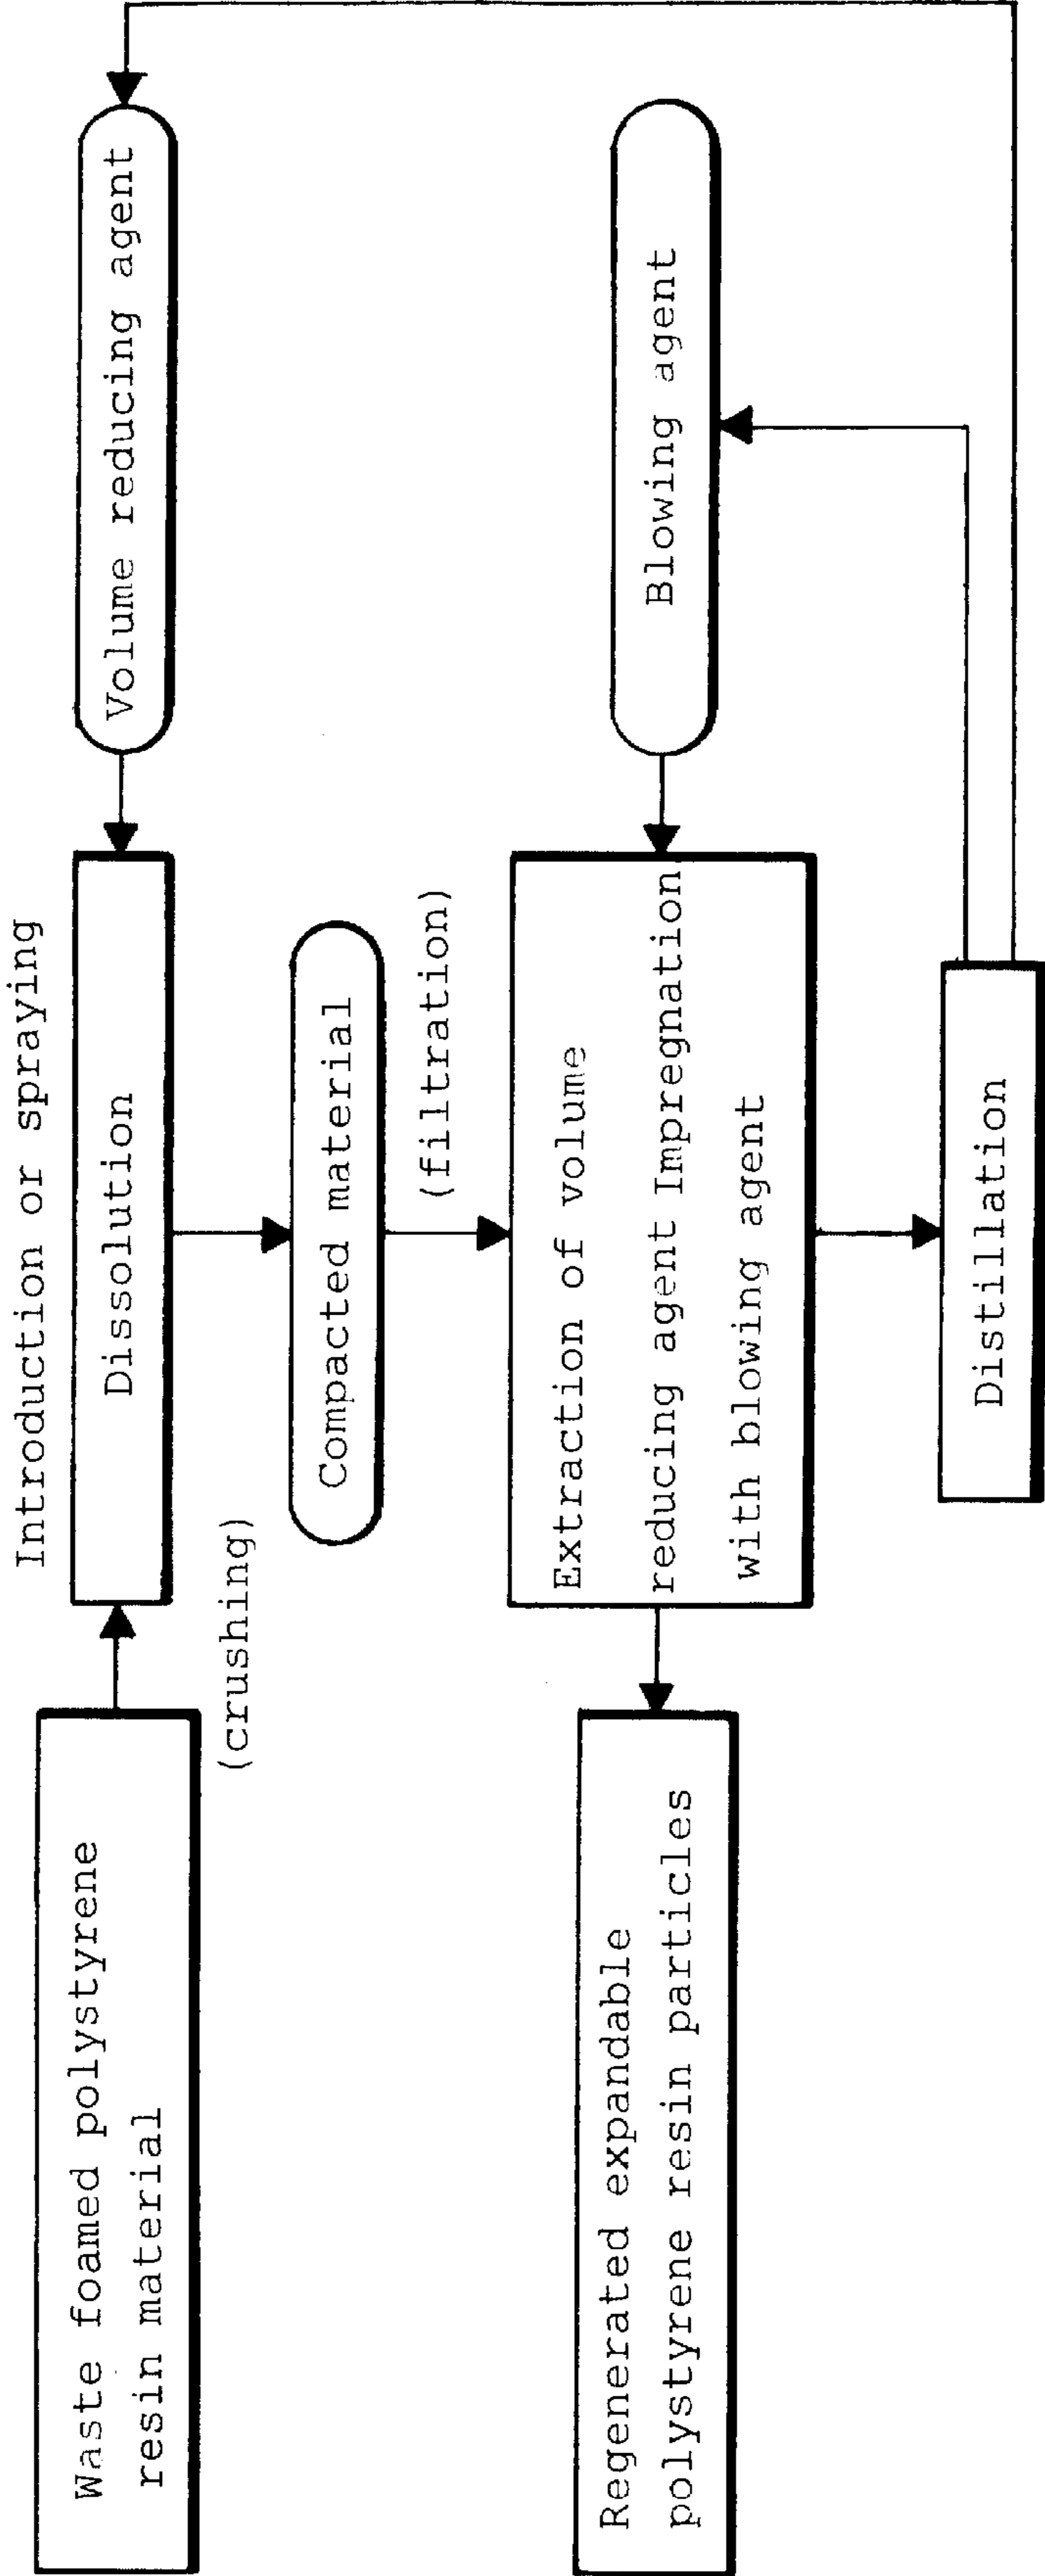 Introduction or spraying
Waste foamed polystyrene
resin material
Dissolution
Volume reducing agent
(crushing)
Compacted material
(filtration)
Regenerated expandable
polystyrene resin particles
Extraction of volume
reducing agent Impregnation
with blowing agent
Blowing agent
Distillation